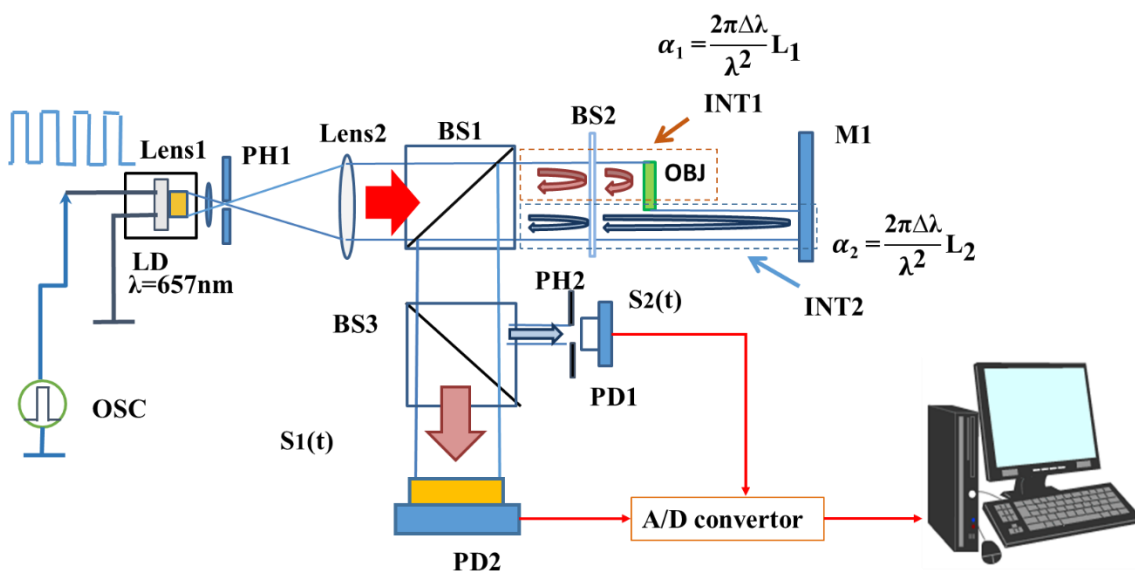 α₁ = 2πΔλ/λ² L₁
INT1
BS2
BS1
M1
Lens2
Lens1
PH1
OBJ
LD
λ=657nm
α₂ = 2πΔλ/λ² L₂
PH2
S2(t)
INT2
BS3
OSC
PD1
S1(t)
A/D convertor
PD2